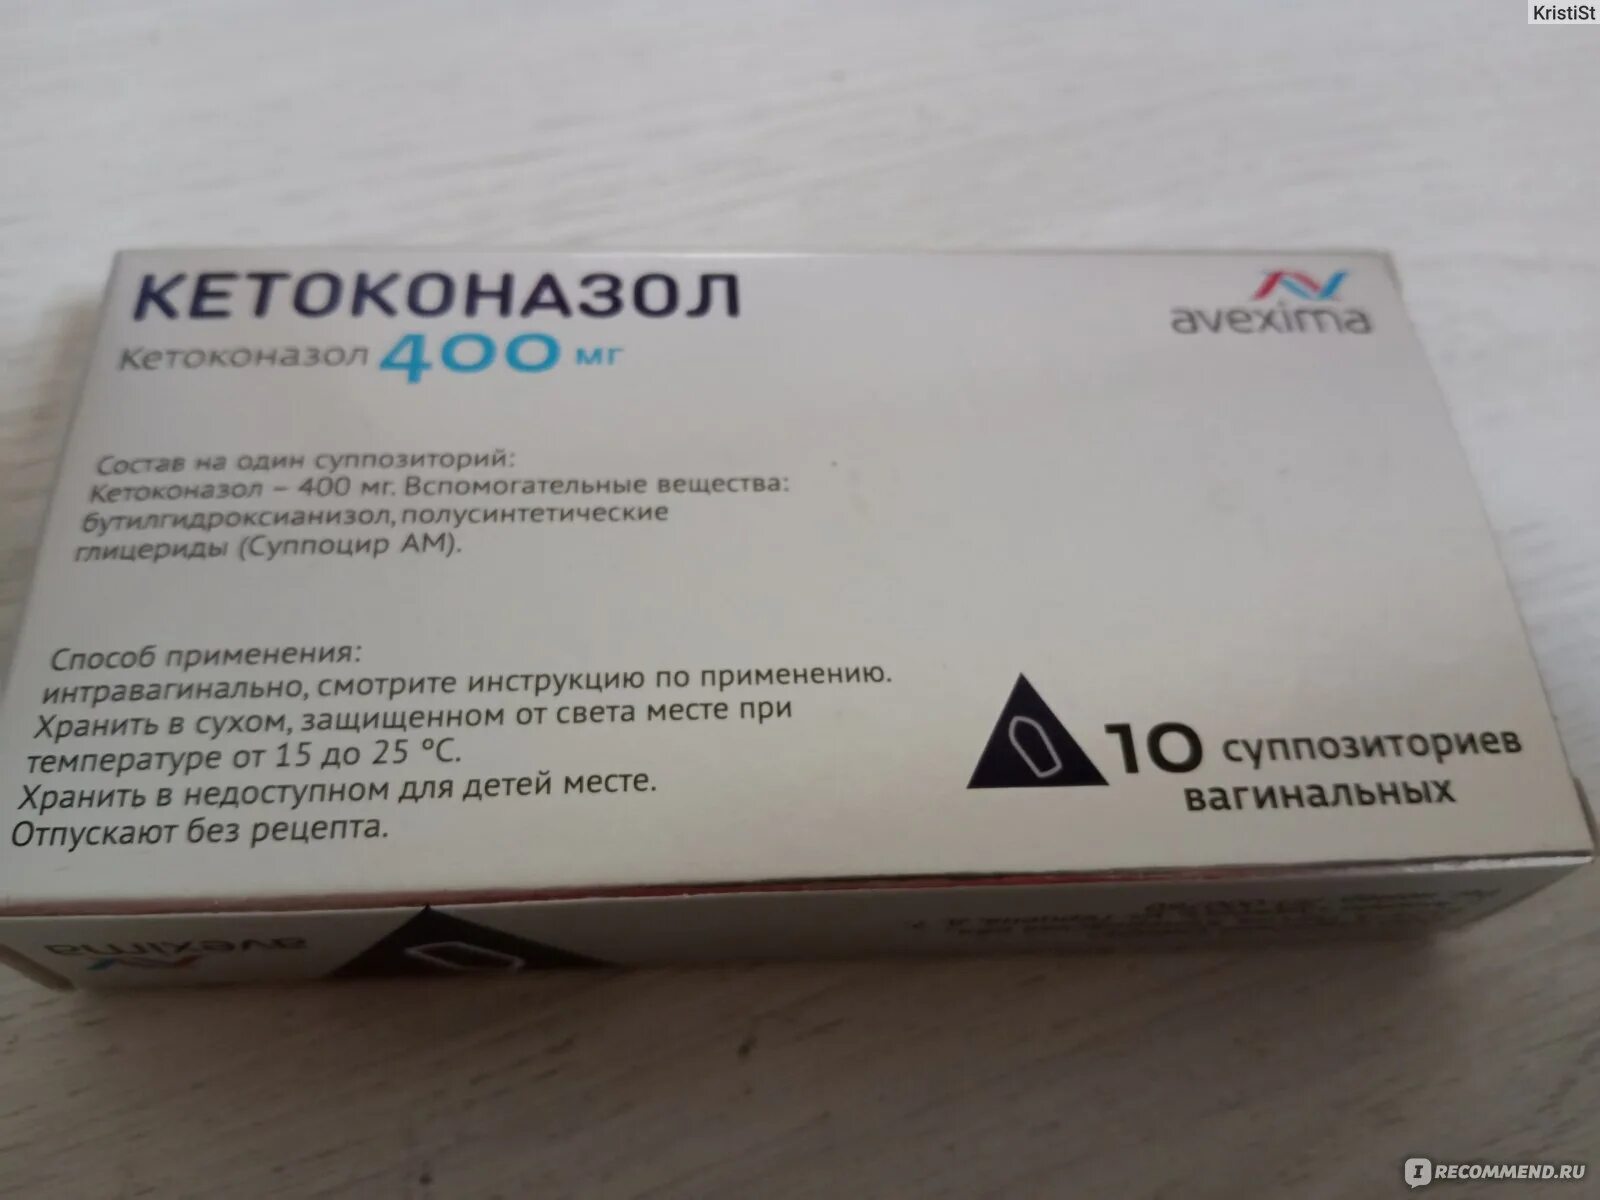 KristiSt
КЕТОКОНАЗОЛ
Кетоконазол 400 мг
avexima
Состав на один суппозиторий:
Кетоконазол – 400 мг. Вспомогательные вещества:
бутилгидроксианизол, полусинтетические
глицериды (Суппоцир АМ).
Способ применения:
интравагинально, смотрите инструкцию по применению.
Хранить в сухом, защищенном от света месте при
температуре от 15 до 25 °C.
Хранить в недоступном для детей месте.
Отпускают без рецепта.
10 суппозиториев
вагинальных
avexima
IRECOMMEND.RU